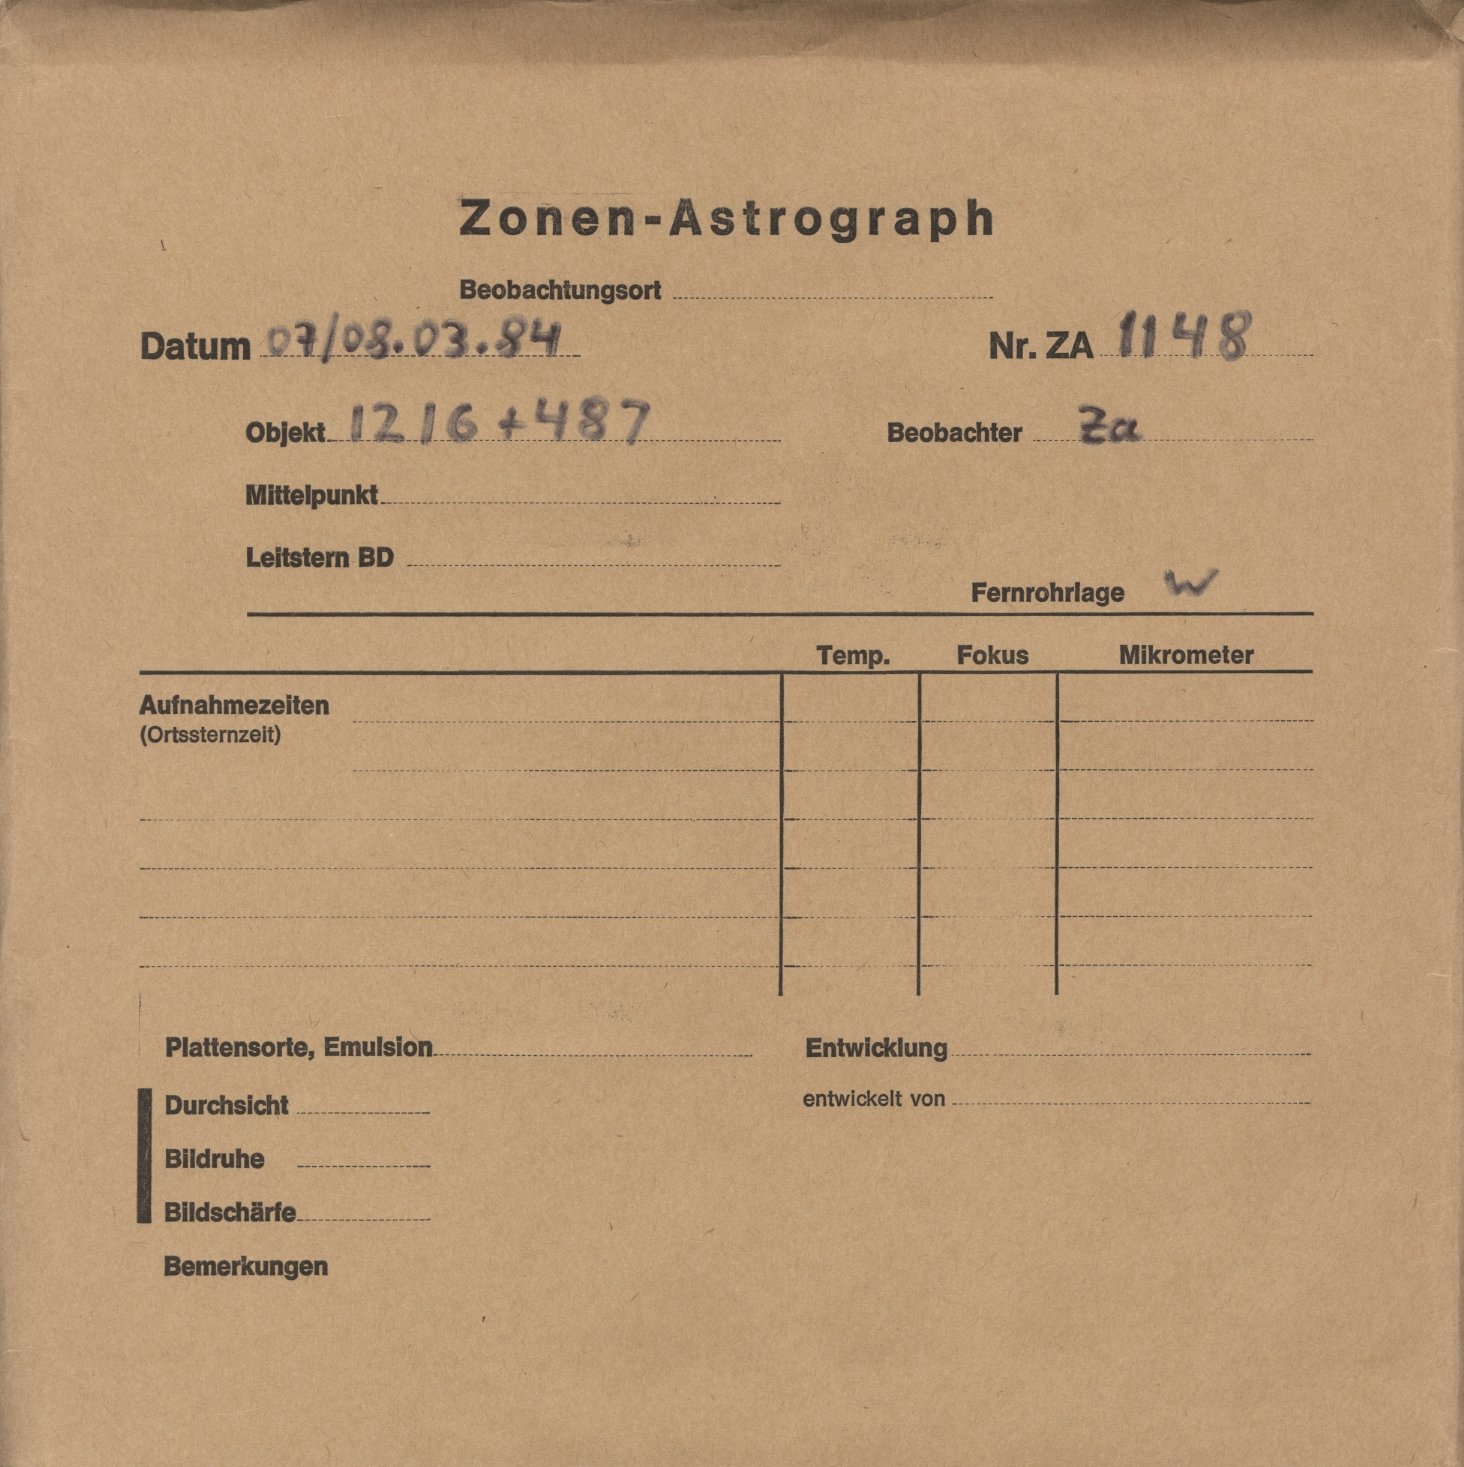 Zonen-Astrograph
Beobachtungsort
Datum 07/08.03.84 Nr. ZA 1148
Objekt 1216+487 Beobachter Za
Mittelpunkt
Leitstern BD
Fernrohrlage W
Temp. Fokus Mikrometer
Aufnahmezeiten
(Ortssternzeit)
Plattensorte, Emulsion Entwicklung
Durchsicht entwickelt von
Bildruhe
Bildschärfe
Bemerkungen